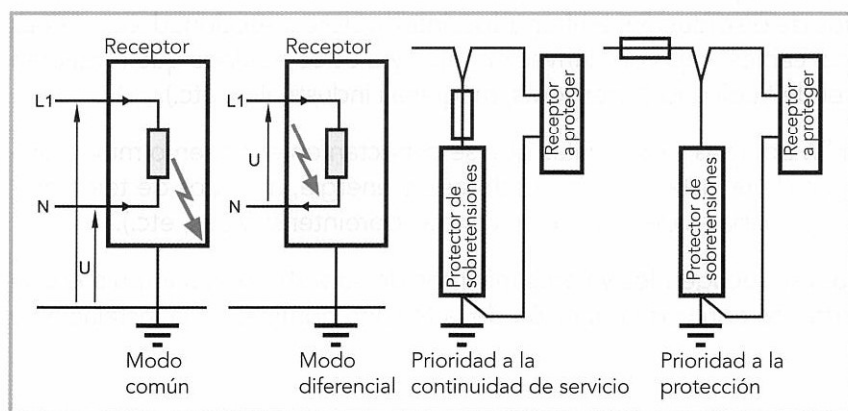 Receptor
L1
N
U
U
Modo
común
Receptor
L1
N
U
Modo
diferencial
Receptor
a proteger
Protector de
sobretensiones
Prioridad a la
continuidad de servicio
Receptor
a proteger
Protector de
sobretensiones
Prioridad a la
protección